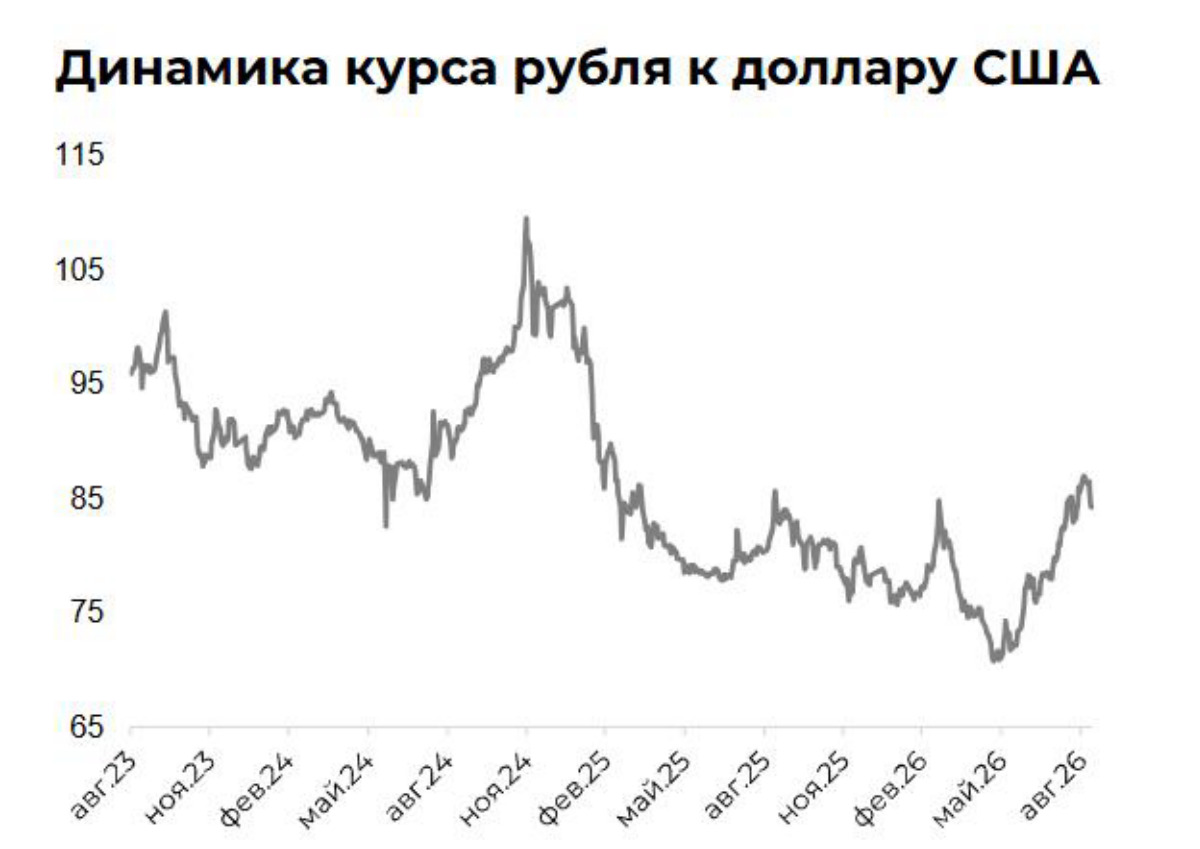 Динамика курса рубля к доллару США
115
105
95
85
75
65
авг.23
ноя.23
фев.24
май.24
авг.24
ноя.24
фев.25
май.25
авг.25
ноя.25
фев.26
май.26
авг.26